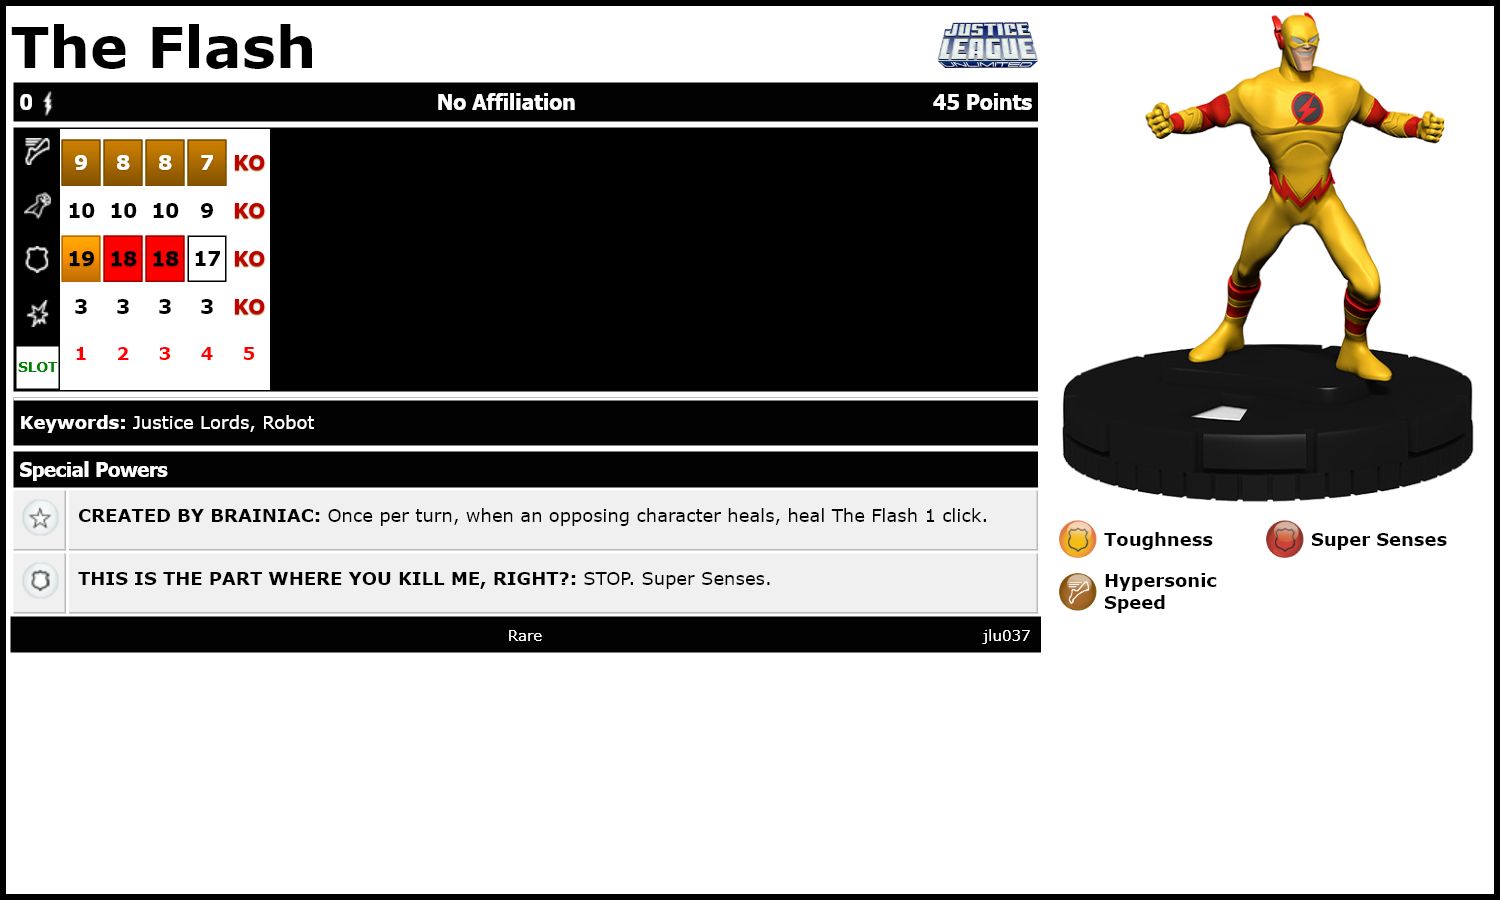 The Flash
JUSTICE
LEAGUE
UNLIMITED
0 No Affiliation 45 Points
9 8 8 7 KO
10 10 10 9 KO
19 18 18 17 KO
3 3 3 3 KO
SLOT 1 2 3 4 5
Keywords: Justice Lords, Robot
Special Powers
CREATED BY BRAINIAC: Once per turn, when an opposing character heals, heal The Flash 1 click.
THIS IS THE PART WHERE YOU KILL ME, RIGHT?: STOP. Super Senses.
Rare jlu037
Toughness Super Senses
Hypersonic
Speed